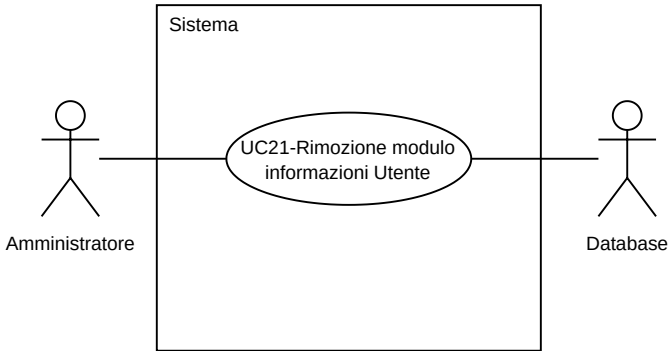 Sistema
UC21-Rimozione modulo
informazioni Utente
Amministratore
Database